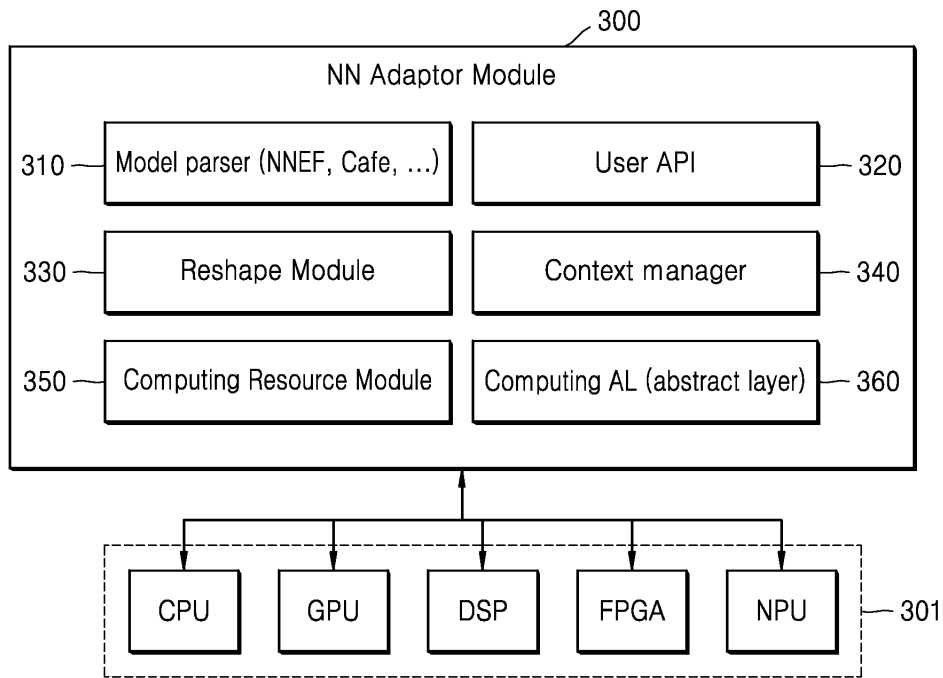 300
NN Adaptor Module
310 Model parser (NNEF, Cafe, ...) User API 320
330 Reshape Module Context manager 340
350 Computing Resource Module Computing AL (abstract layer) 360
CPU GPU DSP FPGA NPU 301